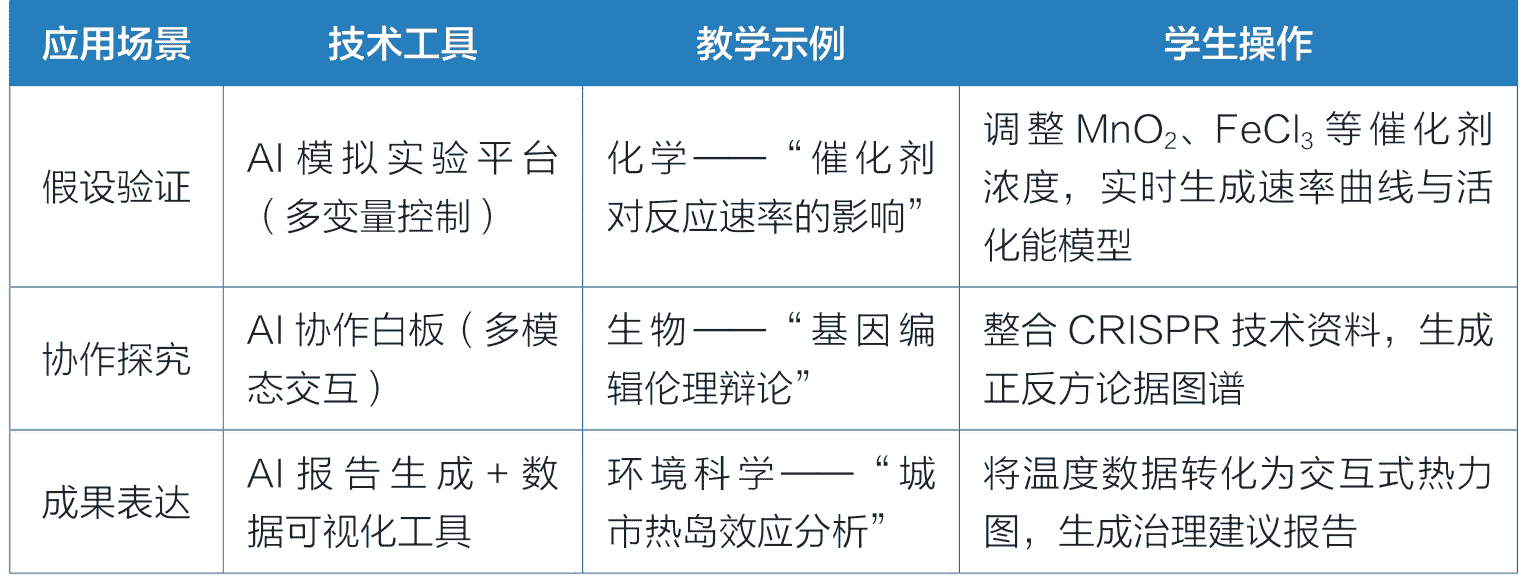 应用场景 技术工具 教学示例 学生操作
假设验证
AI 模拟实验平台
（多变量控制）
化学——“催化剂
对反应速率的影响”
调整 MnO₂、FeCl₃ 等催化剂
浓度，实时生成速率曲线与活
化能模型
协作探究
AI 协作白板（多模
态交互）
生物——“基因编
辑伦理辩论”
整合 CRISPR 技术资料，生成
正反方论据图谱
成果表达
AI 报告生成 + 数
据可视化工具
环境科学——“城
市热岛效应分析”
将温度数据转化为交互式热力
图，生成治理建议报告